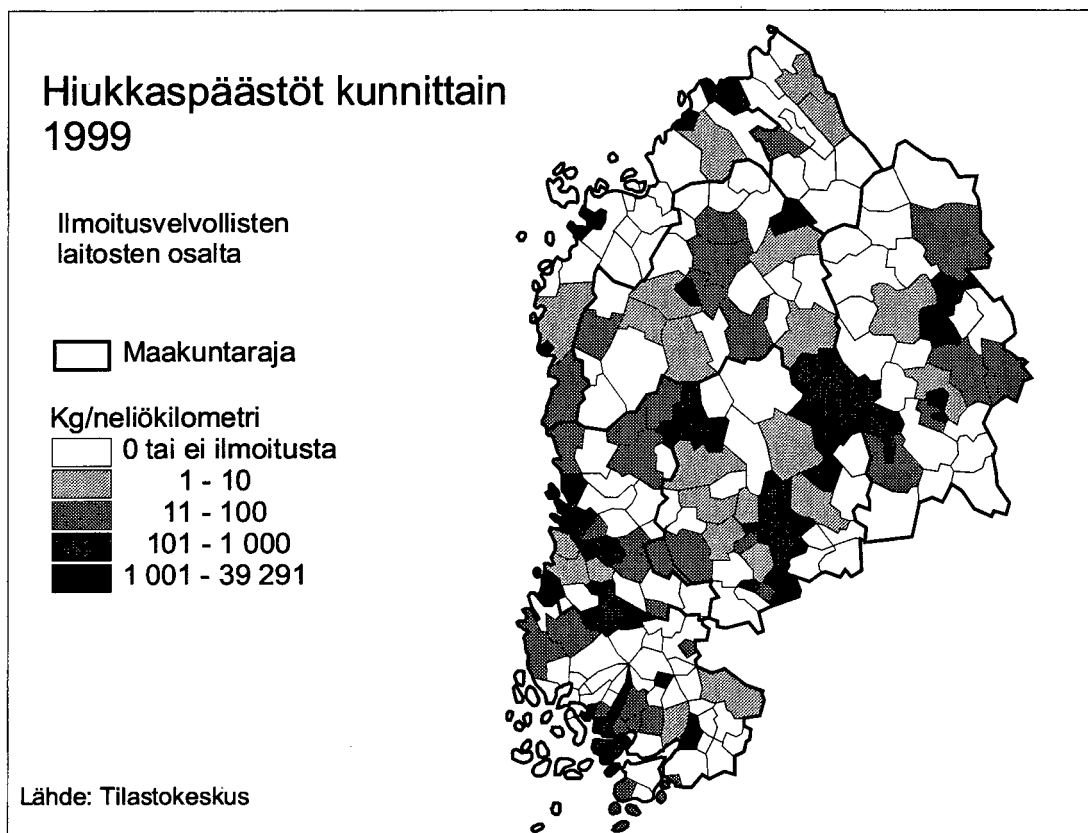 Hiukkaspäästöt kunnittain
1999
Ilmoitusvelvollisten
laitosten osalta
Maakuntaraja
Kg/neliökilometri
0 tai ei ilmoitusta
1 - 10
11 - 100
101 - 1 000
1 001 - 39 291
Lähde: Tilastokeskus